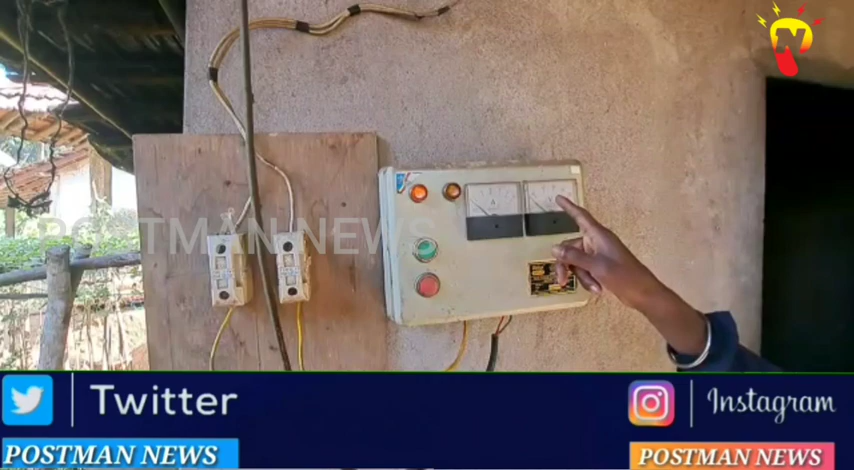 N
POSTMAN NEWS
A
Twitter
Instagram
POSTMAN NEWS
POSTMAN NEWS